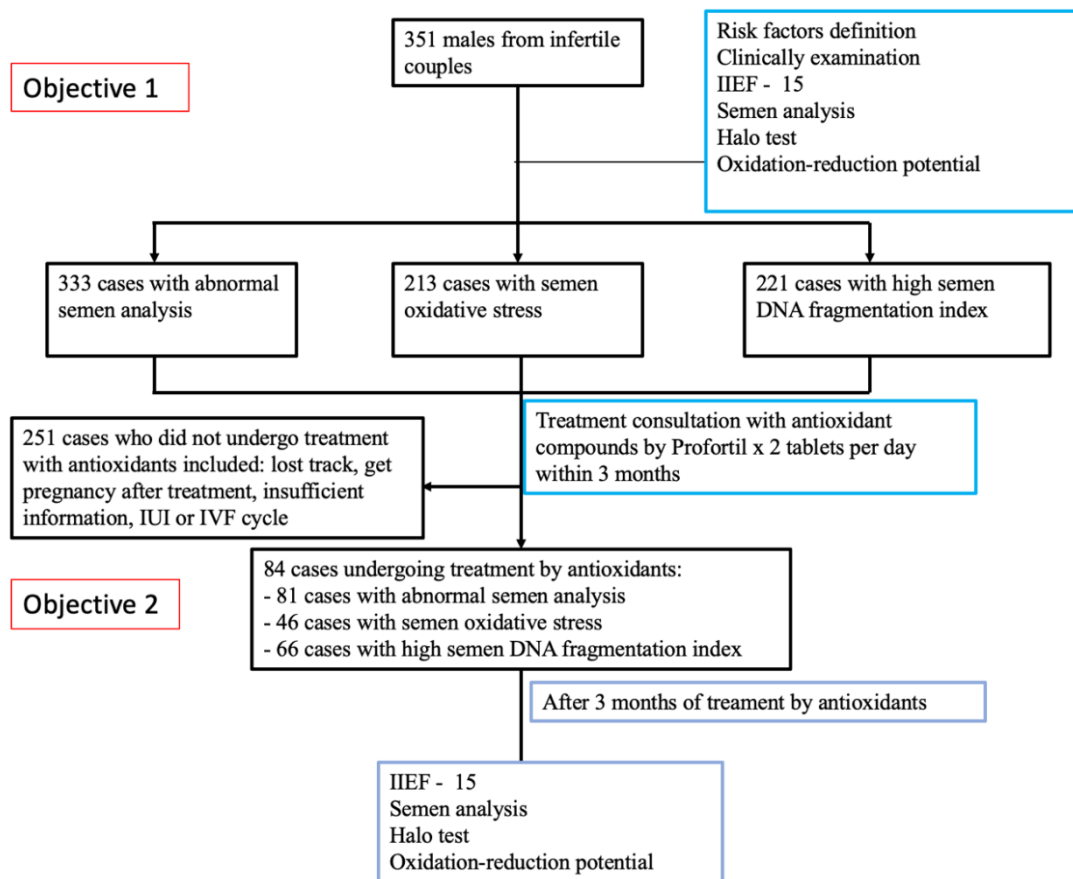 351 males from infertile
couples
Objective 1
Risk factors definition
Clinically examination
IIEF - 15
Semen analysis
Halo test
Oxidation-reduction potential
333 cases with abnormal
semen analysis
213 cases with semen
oxidative stress
221 cases with high semen
DNA fragmentation index
251 cases who did not undergo treatment
with antioxidants included: lost track, get
pregnancy after treatment, insufficient
information, IUI or IVF cycle
Treatment consultation with antioxidant
compounds by Profortil x 2 tablets per day
within 3 months
Objective 2
84 cases undergoing treatment by antioxidants:
- 81 cases with abnormal semen analysis
- 46 cases with semen oxidative stress
- 66 cases with high semen DNA fragmentation index
After 3 months of treament by antioxidants
IIEF - 15
Semen analysis
Halo test
Oxidation-reduction potential